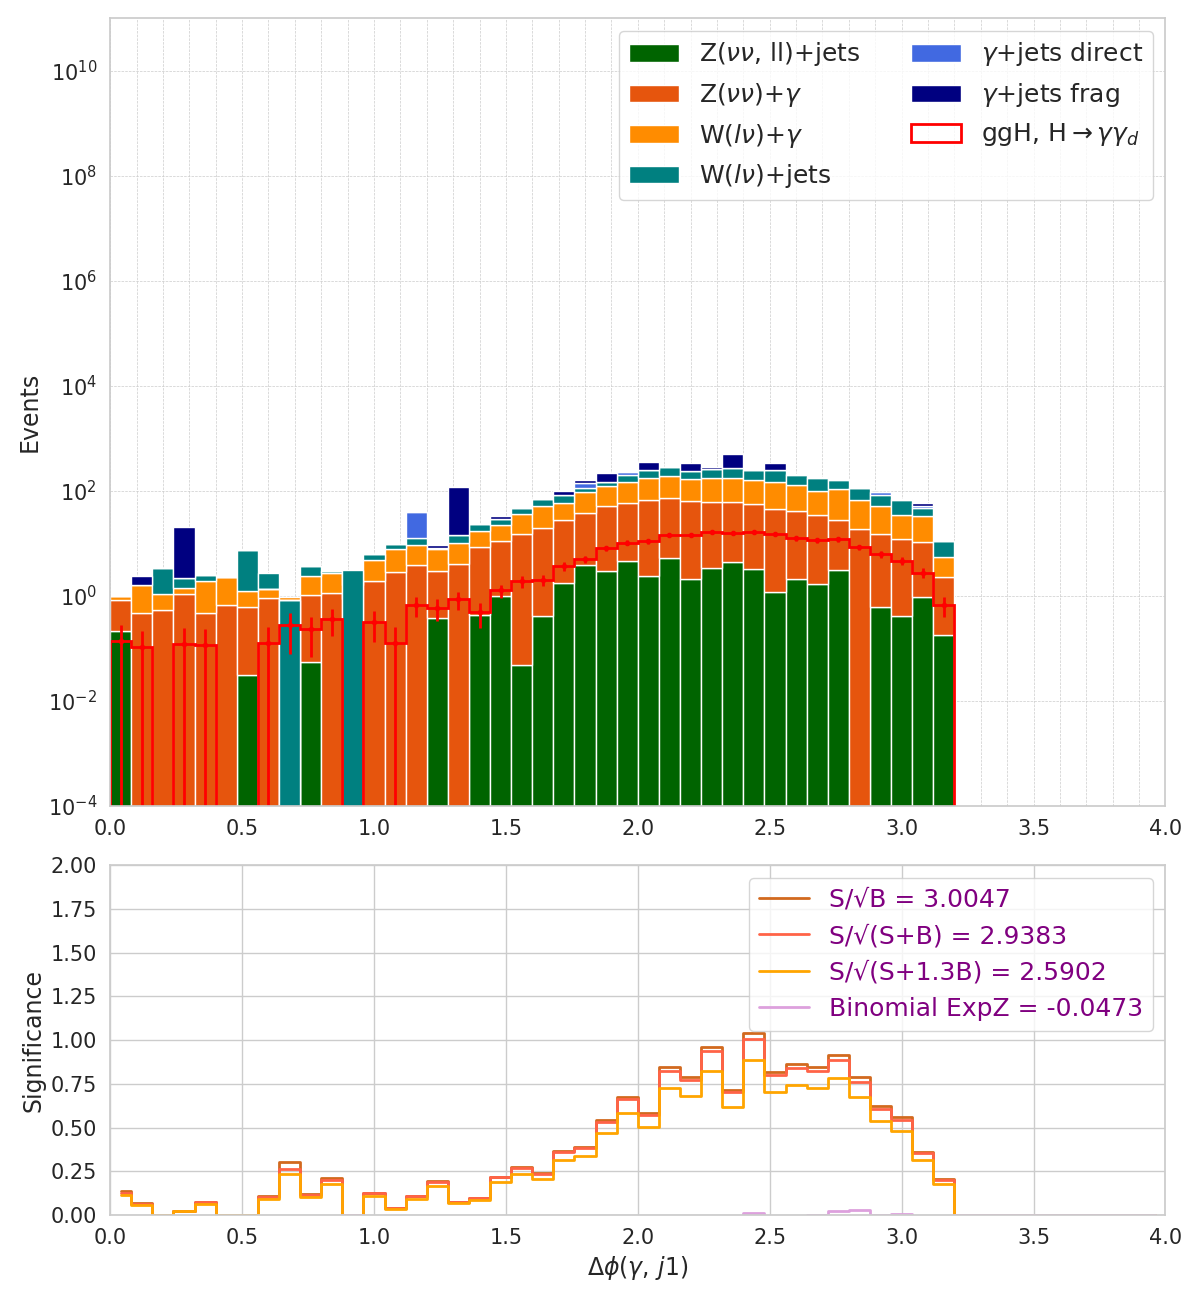 Z(νν, ll)+jets
Z(νν)+γ
W(lν)+γ
W(lν)+jets
γ+jets direct
γ+jets frag
ggH, H→γγ_d
Events
10^10
10^8
10^6
10^4
10^2
10^0
10^−2
10^−4
0.0 0.5 1.0 1.5 2.0 2.5 3.0 3.5 4.0
S/√B = 3.0047
S/√(S+B) = 2.9383
S/√(S+1.3B) = 2.5902
Binomial ExpZ = -0.0473
Significance
2.00
1.75
1.50
1.25
1.00
0.75
0.50
0.25
0.00
0.0 0.5 1.0 1.5 2.0 2.5 3.0 3.5 4.0
Δϕ(γ, j1)